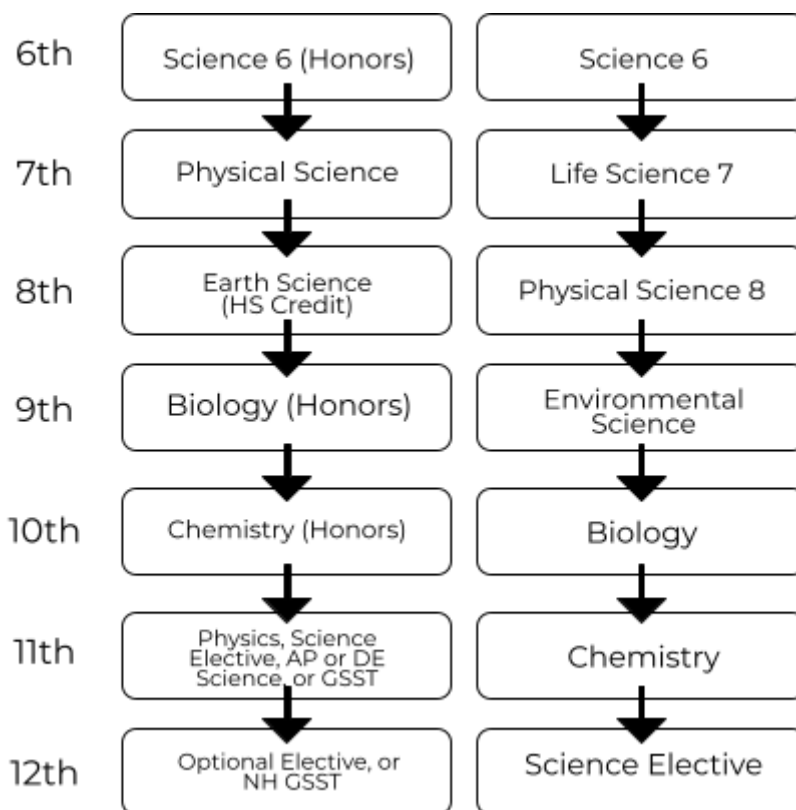 6th
Science 6 (Honors)
Science 6
7th
Physical Science
Life Science 7
8th
Earth Science
(HS Credit)
Physical Science 8
9th
Biology (Honors)
Environmental
Science
10th
Chemistry (Honors)
Biology
11th
Physics, Science
Elective, AP or DE
Science, or GSST
Chemistry
12th
Optional Elective, or
NH GSST
Science Elective